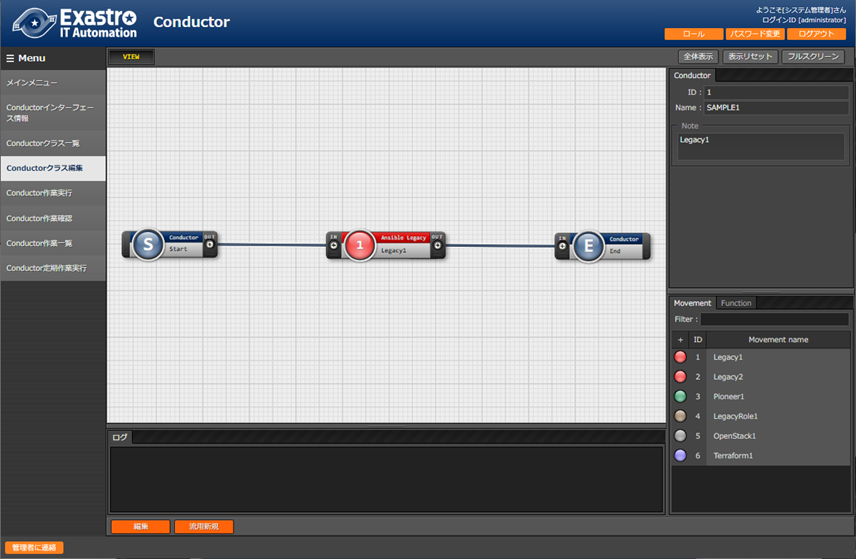 Exastro
IT Automation
Conductor
ようこそ[システム管理者]さん
ログインID [administrator]
ロール
パスワード変更
ログアウト
Menu
メインメニュー
Conductorインターフェー
ス情報
Conductorクラス一覧
Conductorクラス編集
Conductor作業実行
Conductor作業確認
Conductor作業一覧
Conductor定期作業実行
VIEW
全体表示
表示リセット
フルスクリーン
S
Conductor
Start
OUT
IN
1
Ansible Legacy
Legacy1
OUT
IN
E
Conductor
End
Conductor
ID : 1
Name : SAMPLE1
Note
Legacy1
Movement
Function
Filter :
+ ID Movement name
1 Legacy1
2 Legacy2
3 Pioneer1
4 LegacyRole1
5 OpenStack1
6 Terraform1
ログ
編集
流用新規
管理者に連絡